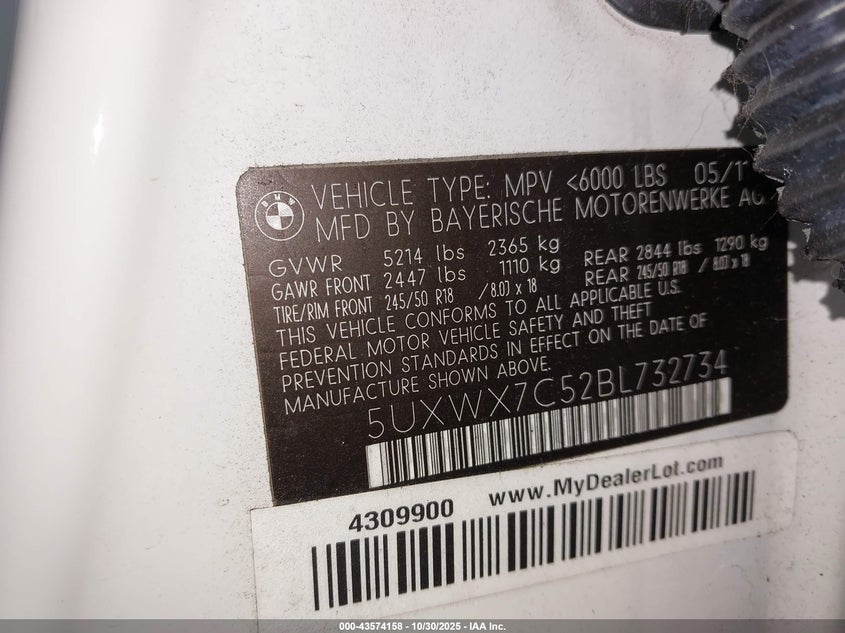 BMW
VEHICLE TYPE: MPV <6000 LBS 05/11
MFD BY BAYERISCHE MOTORENWERKE AG
GVWR 5214 lbs 2365 kg
GAWR FRONT 2447 lbs 1110 kg REAR 2844 lbs 1290 kg
TIRE/RIM FRONT 245/50 R18 / 8.0J x 18 REAR 245/50 R18 / 8.0J x 18
THIS VEHICLE CONFORMS TO ALL APPLICABLE U.S.
FEDERAL MOTOR VEHICLE SAFETY AND THEFT
PREVENTION STANDARDS IN EFFECT ON THE DATE OF
MANUFACTURE SHOWN ABOVE.
5UXWX7C52BL732734
4309900 www.MyDealerLot.com
000-43574158 - 10/30/2025 - IAA Inc.